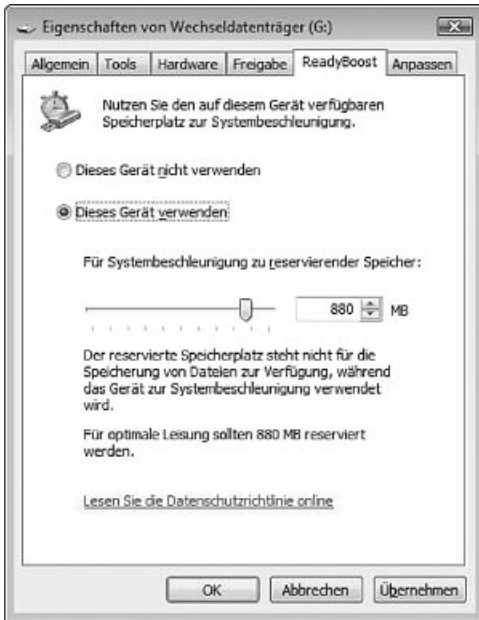 Eigenschaften von Wechseldatenträger (G:)
Allgemein Tools Hardware Freigabe ReadyBoost Anpassen
Nutzen Sie den auf diesem Gerät verfügbaren
Speicherplatz zur Systembeschleunigung.
Dieses Gerät nicht verwenden
Dieses Gerät verwenden
Für Systembeschleunigung zu reservierender Speicher:
880 MB
Der reservierte Speicherplatz steht nicht für die
Speicherung von Dateien zur Verfügung, während
das Gerät zur Systembeschleunigung verwendet
wird.
Für optimale Leisung sollten 880 MB reserviert
werden.
Lesen Sie die Datenschutzrichtlinie online
OK Abbrechen Übernehmen